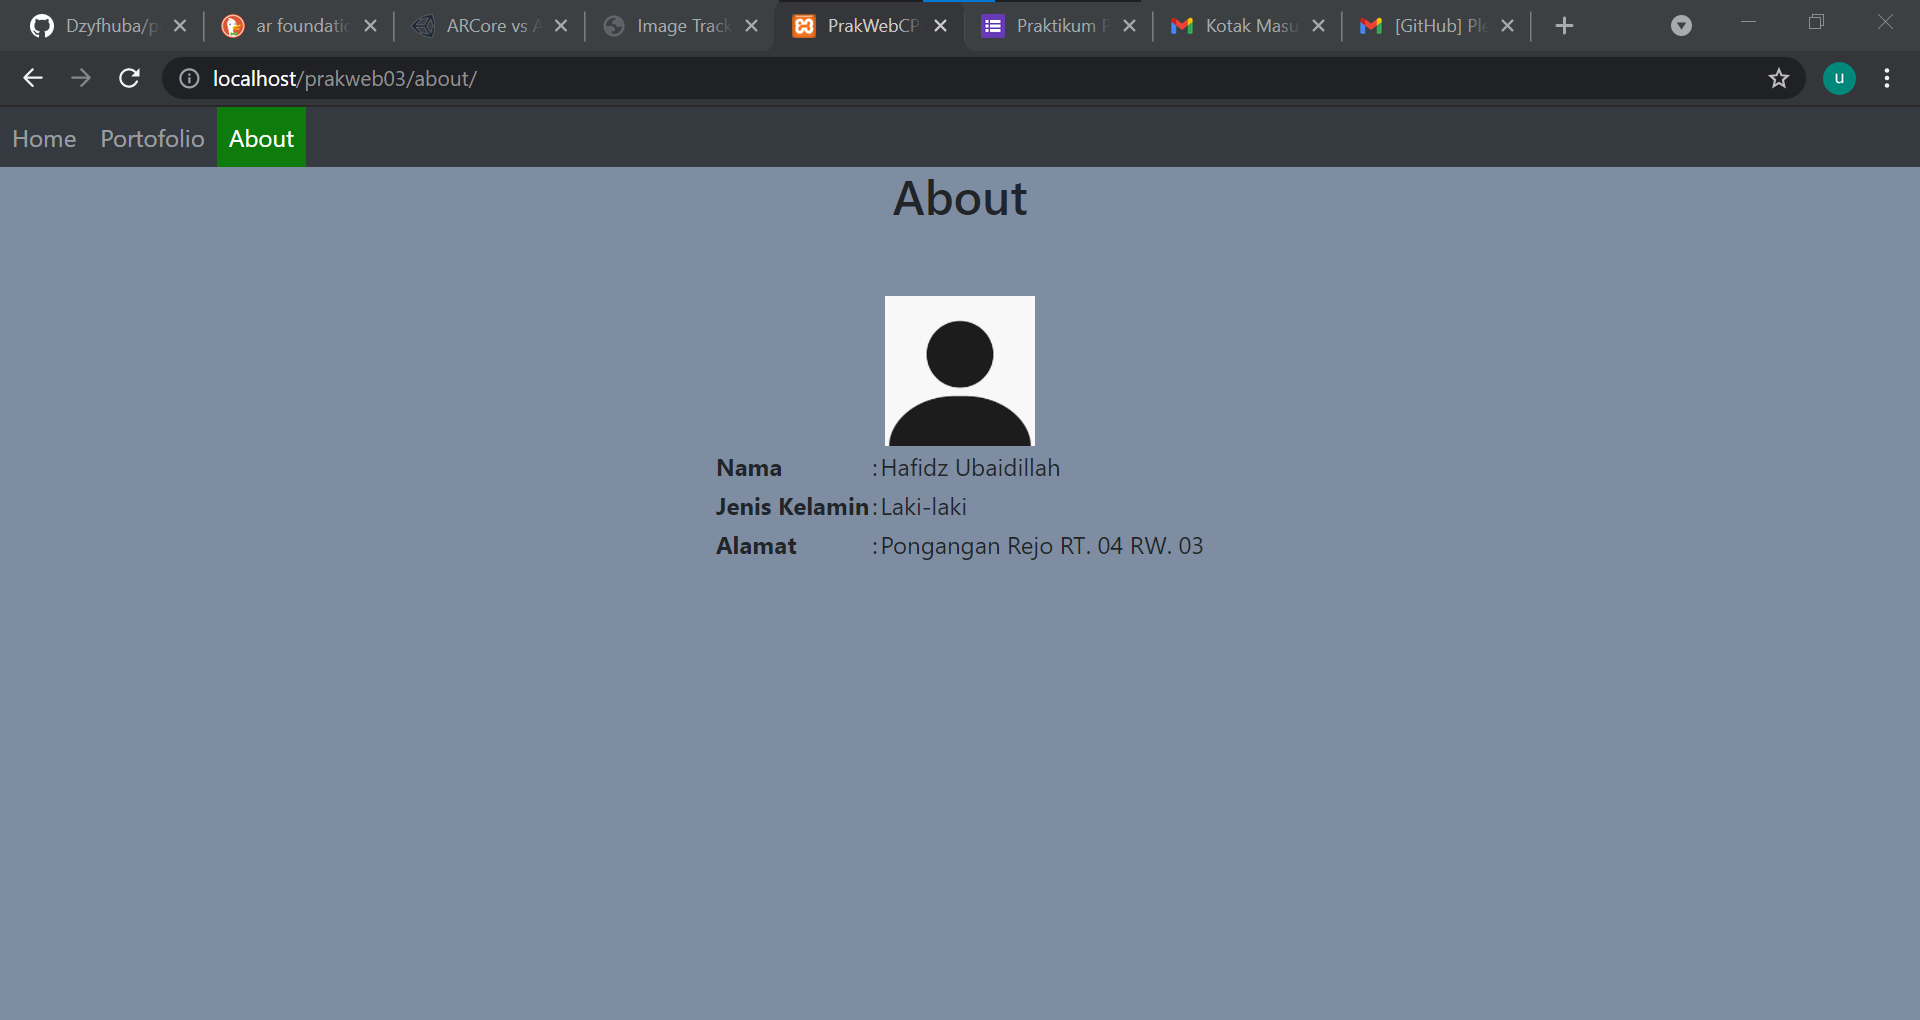 Dzyfhuba/p
ar foundatic
ARCore vs A
Image Track
PrakWebCP
Praktikum P
Kotak Masu
[GitHub] Ple
localhost/prakweb03/about/
u
Home Portofolio About
About
Nama : Hafidz Ubaidillah
Jenis Kelamin : Laki-laki
Alamat : Pongangan Rejo RT. 04 RW. 03